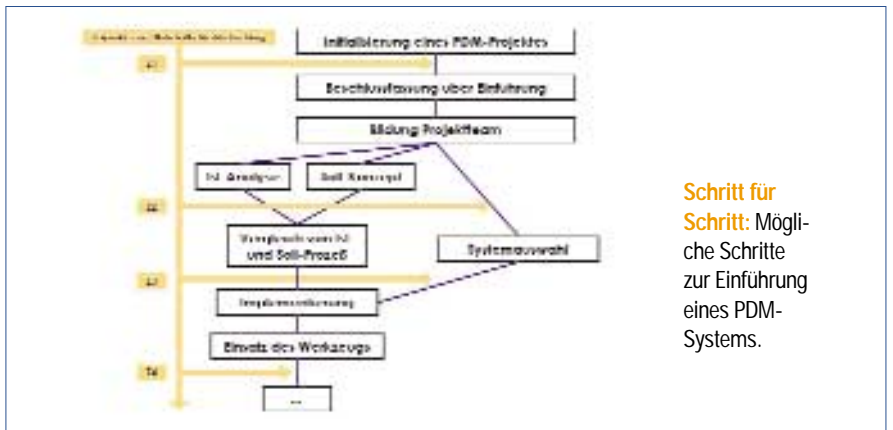 Initialisierung eines PDM-Projektes
Beschlussfassung über Einführung
Bildung Projektteam
Ist-Analyse
Soll-Konzept
Vergleich von Ist
und Soll-Prozeß
Systemauswahl
Implementierung
Einsatz des Werkzeugs
...
Schritt für
Schritt: Mögli-
che Schritte
zur Einführung
eines PDM-
Systems.